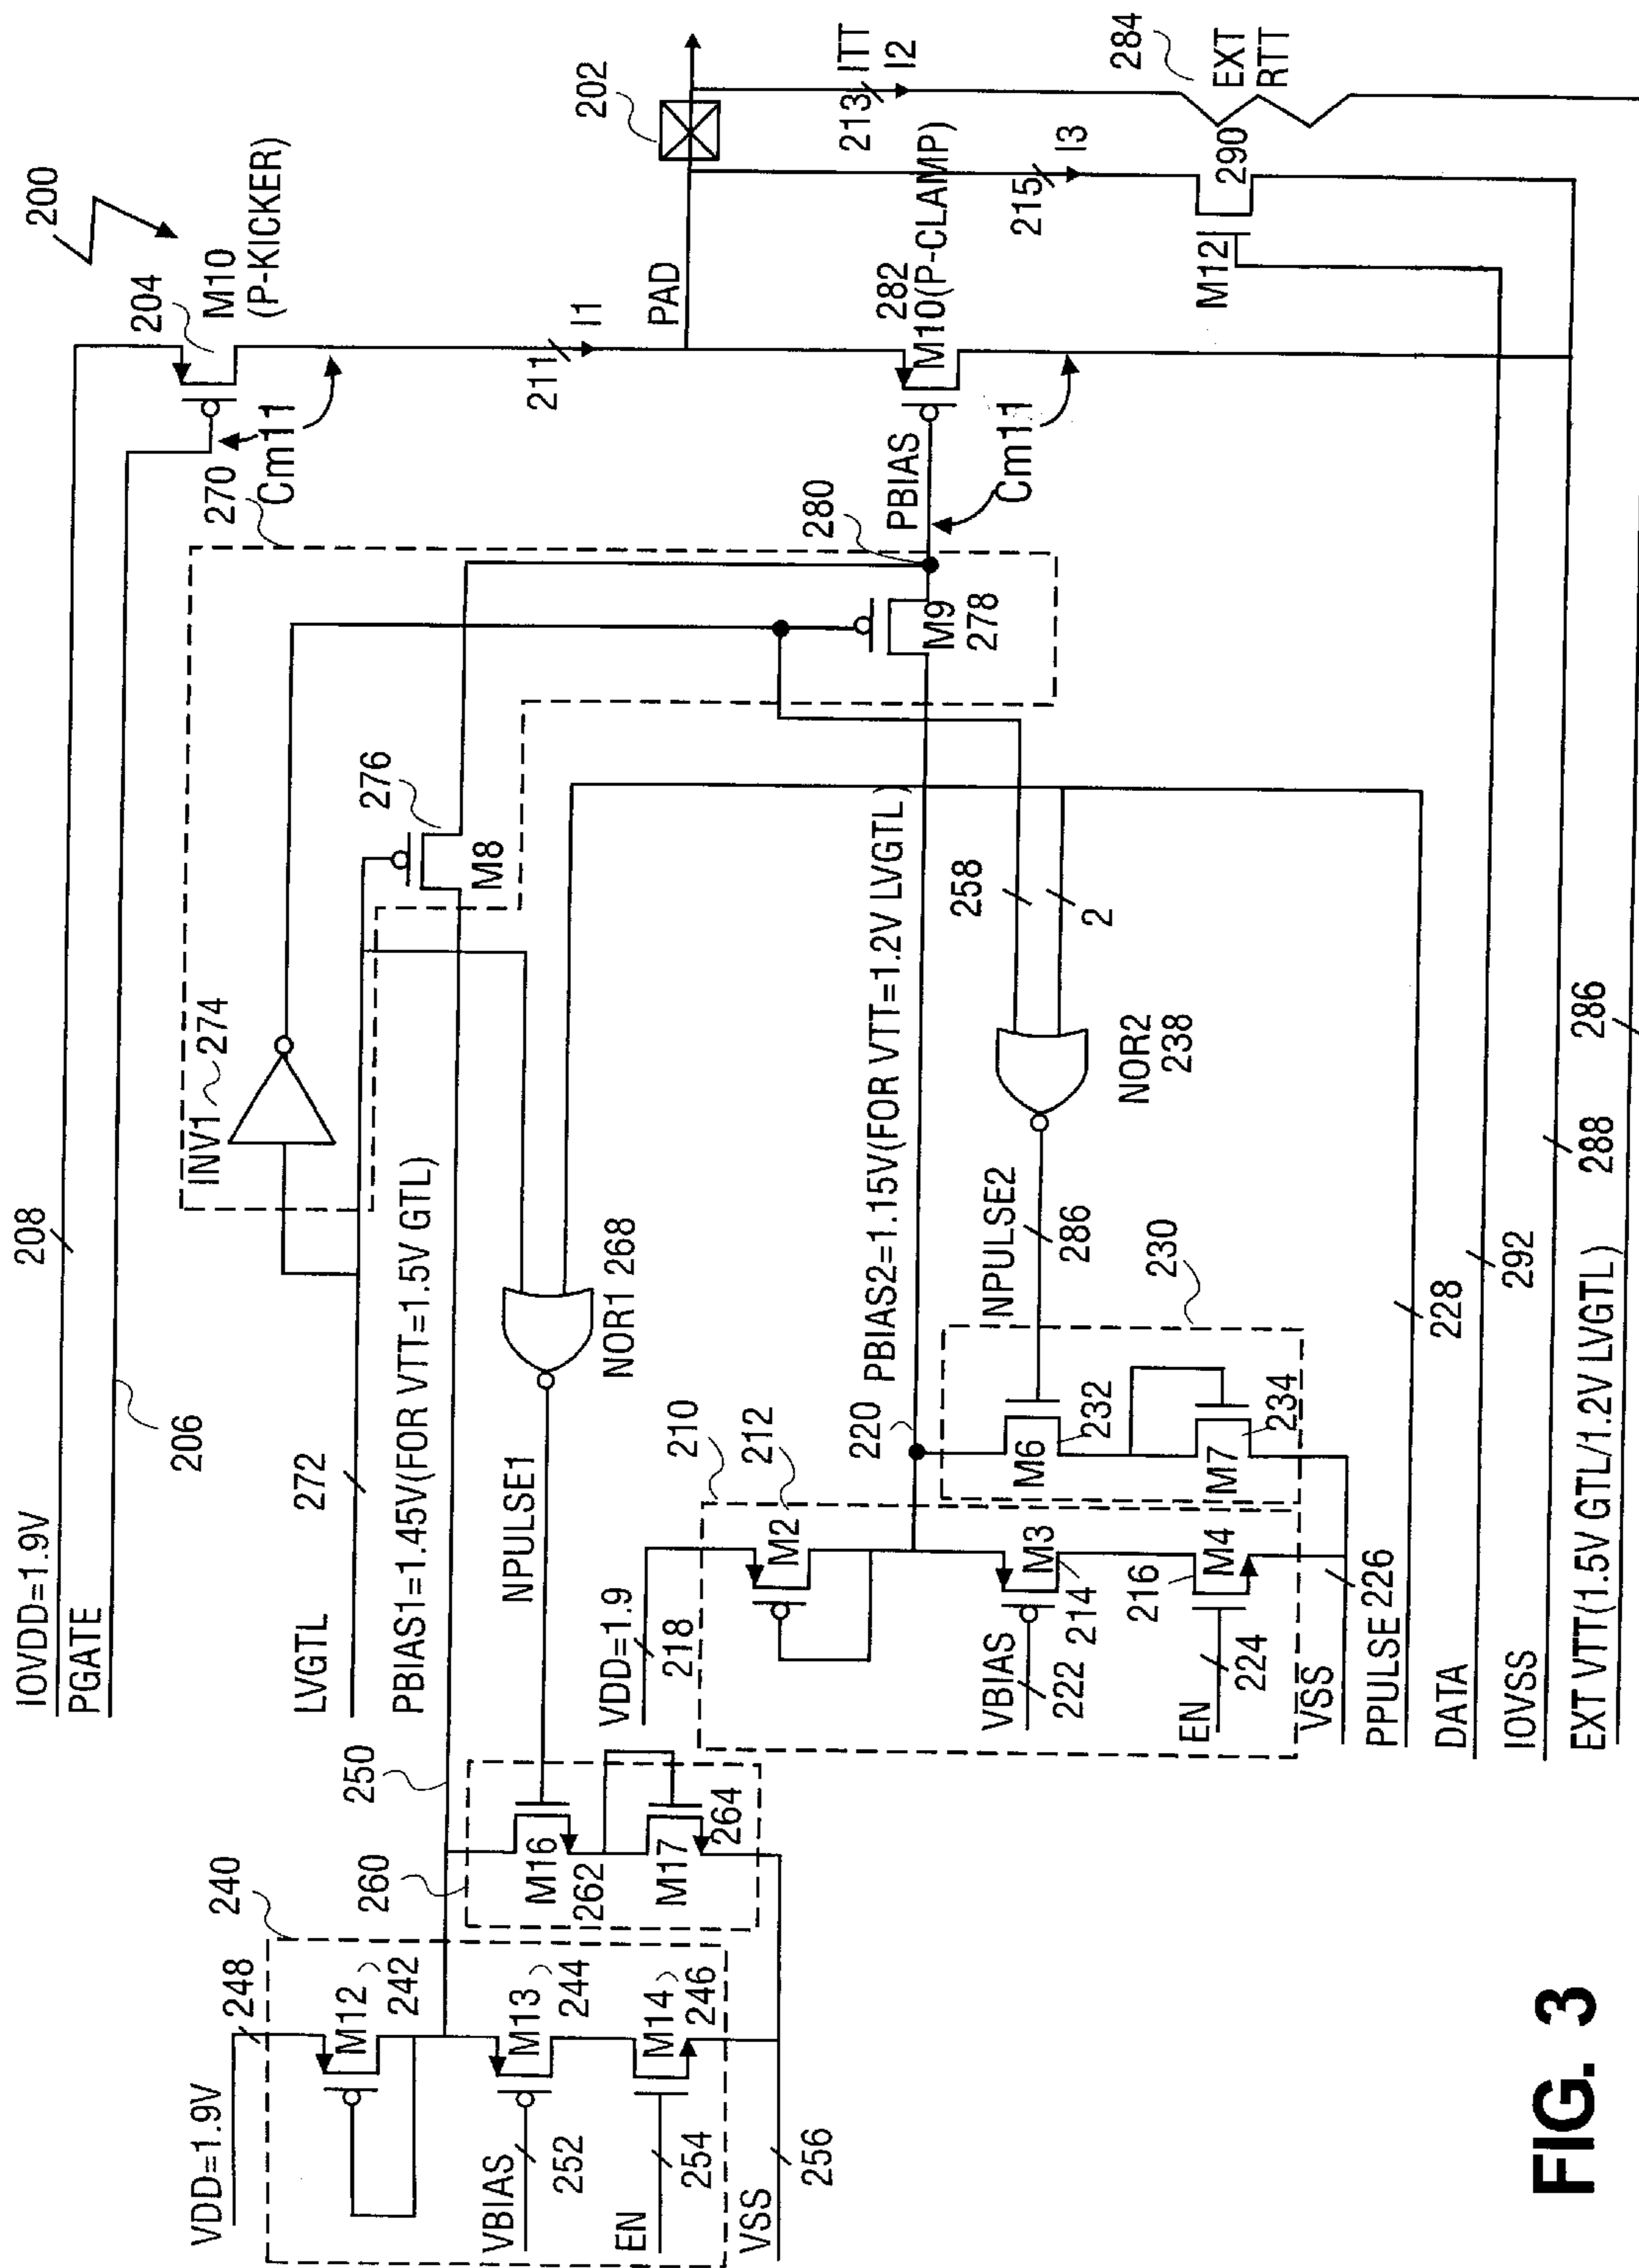 200
IOVDD=1.9V
208
PGATE
206
204
M10
(P-KICKER)
270
Cm11
211
I1
PAD
202
213
ITT
I2
215
I3
284
EXT
RTT
INV1
274
LVGTL
272
276
M8
PBIAS1=1.45V(FOR VTT=1.5V GTL)
250
NOR1 268
NPULSE1
M9
278
280
PBIAS
Cm11
282
M10(P-CLAMP)
M12
290
240
VDD=1.9V
248
M12
242
VBIAS
252
M13
244
EN
254
M14
246
VSS
256
260
M16
262
M17
264
210
212
VDD=1.9
218
M2
VBIAS
222
M3
214
216
M4
EN
224
VSS
226
220
PBIAS2=1.15V(FOR VTT=1.2V LVGTL)
M6
232
M7
234
230
NPULSE2
286
NOR2
238
258
2
PPULSE
228
DATA
292
IOVSS
288
EXT VTT(1.5V GTL/1.2V LVGTL)
286
FIG. 3